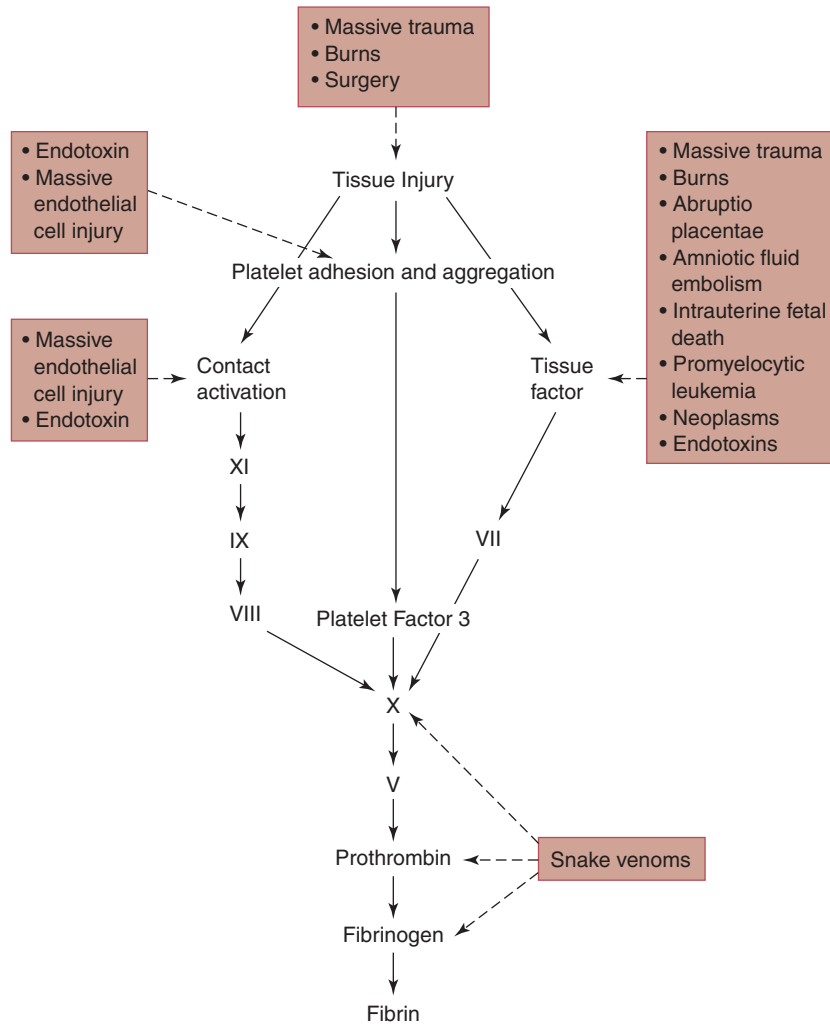 • Massive trauma
• Burns
• Surgery
• Endotoxin
• Massive
endothelial
cell injury
• Massive trauma
• Burns
• Abruptio
placentae
• Amniotic fluid
embolism
• Intrauterine fetal
death
• Promyelocytic
leukemia
• Neoplasms
• Endotoxins
Tissue Injury
Platelet adhesion and aggregation
• Massive
endothelial
cell injury
• Endotoxin
Contact
activation
Tissue
factor
XI
IX
VII
VIII
Platelet Factor 3
X
V
Prothrombin
Snake venoms
Fibrinogen
Fibrin